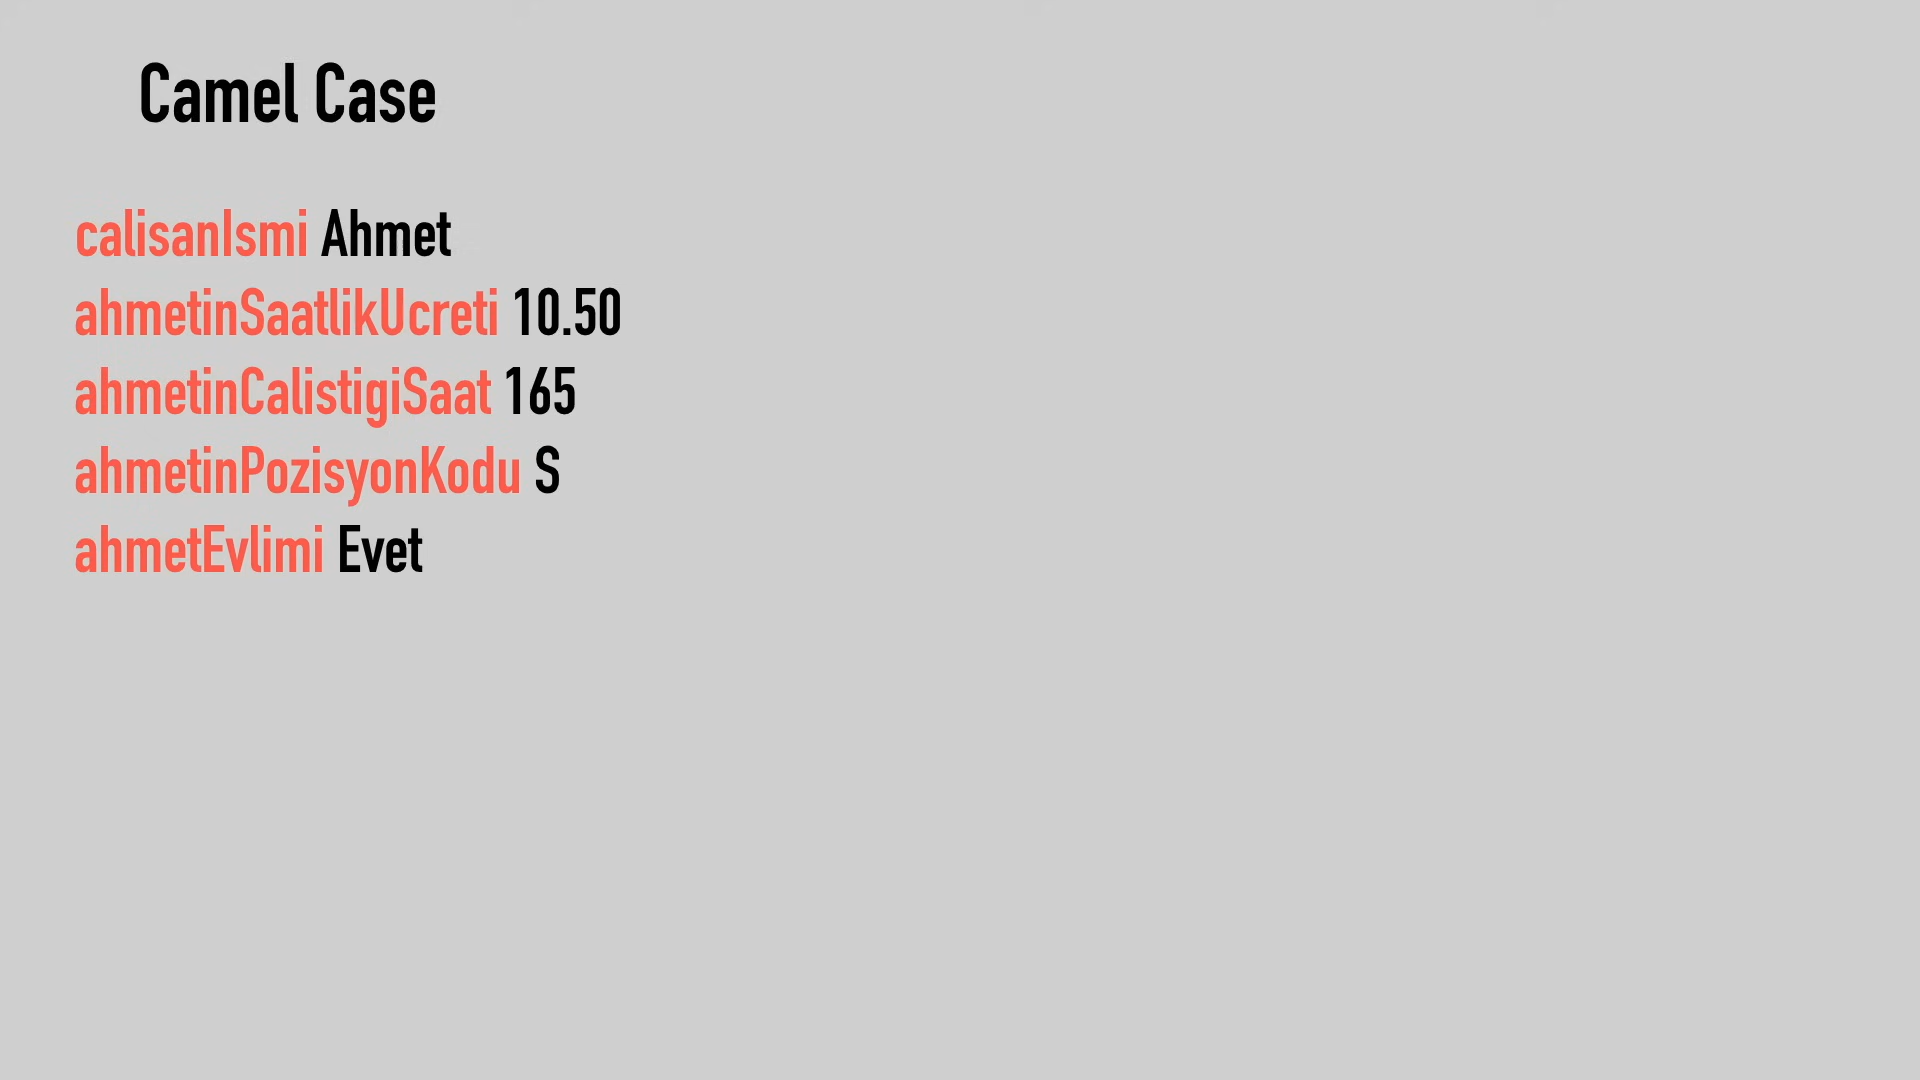 Camel Case
calisanIsmi Ahmet
ahmetinSaatlikUcreti 10.50
ahmetinCalistigiSaat 165
ahmetinPozisyonKodu S
ahmetEvlimi Evet